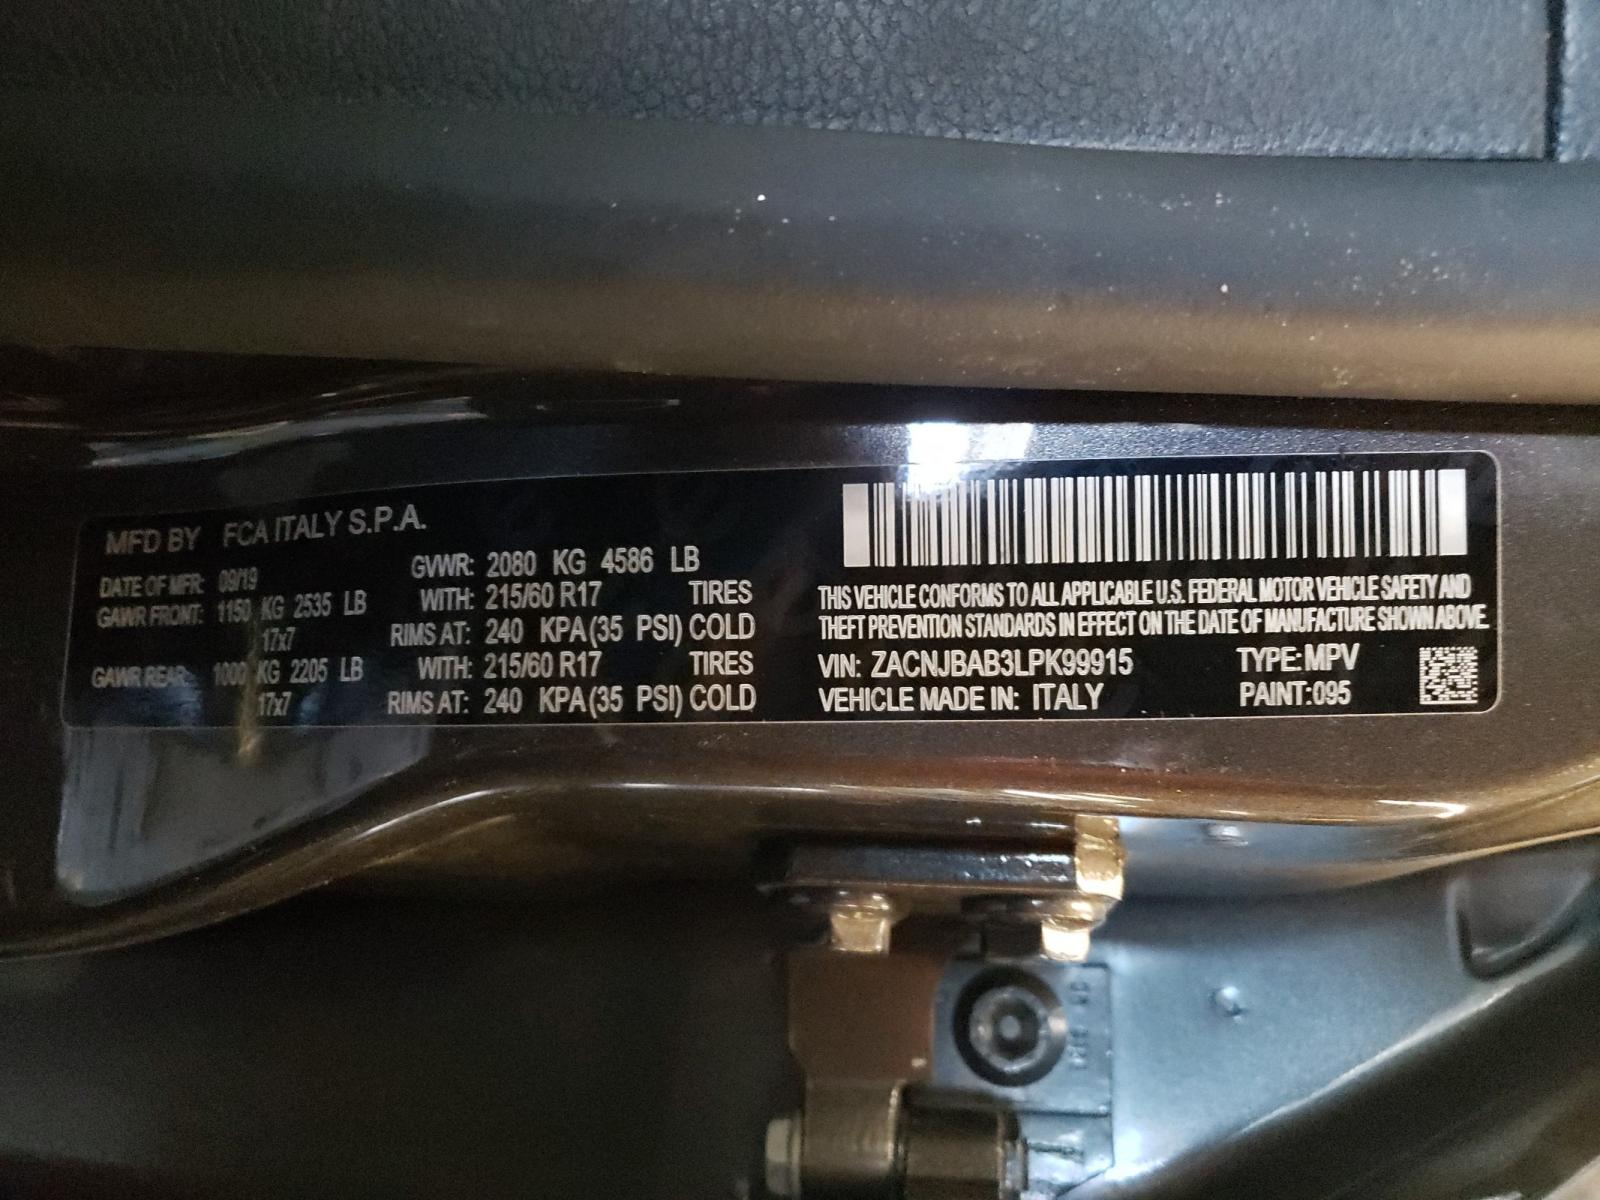 MFD BY FCA ITALY S.P.A.
DATE OF MFR: 09/19 GVWR: 2080 KG 4586 LB
GAWR FRONT: 1150 KG 2535 LB WITH: 215/60 R17 TIRES
17x7 RIMS AT: 240 KPA(35 PSI) COLD
GAWR REAR: 1000 KG 2205 LB WITH: 215/60 R17 TIRES
17x7 RIMS AT: 240 KPA(35 PSI) COLD
THIS VEHICLE CONFORMS TO ALL APPLICABLE U.S. FEDERAL MOTOR VEHICLE SAFETY AND
THEFT PREVENTION STANDARDS IN EFFECT ON THE DATE OF MANUFACTURE SHOWN ABOVE.
VIN: ZACNJBAB3LPK99915 TYPE: MPV
VEHICLE MADE IN: ITALY PAINT:095